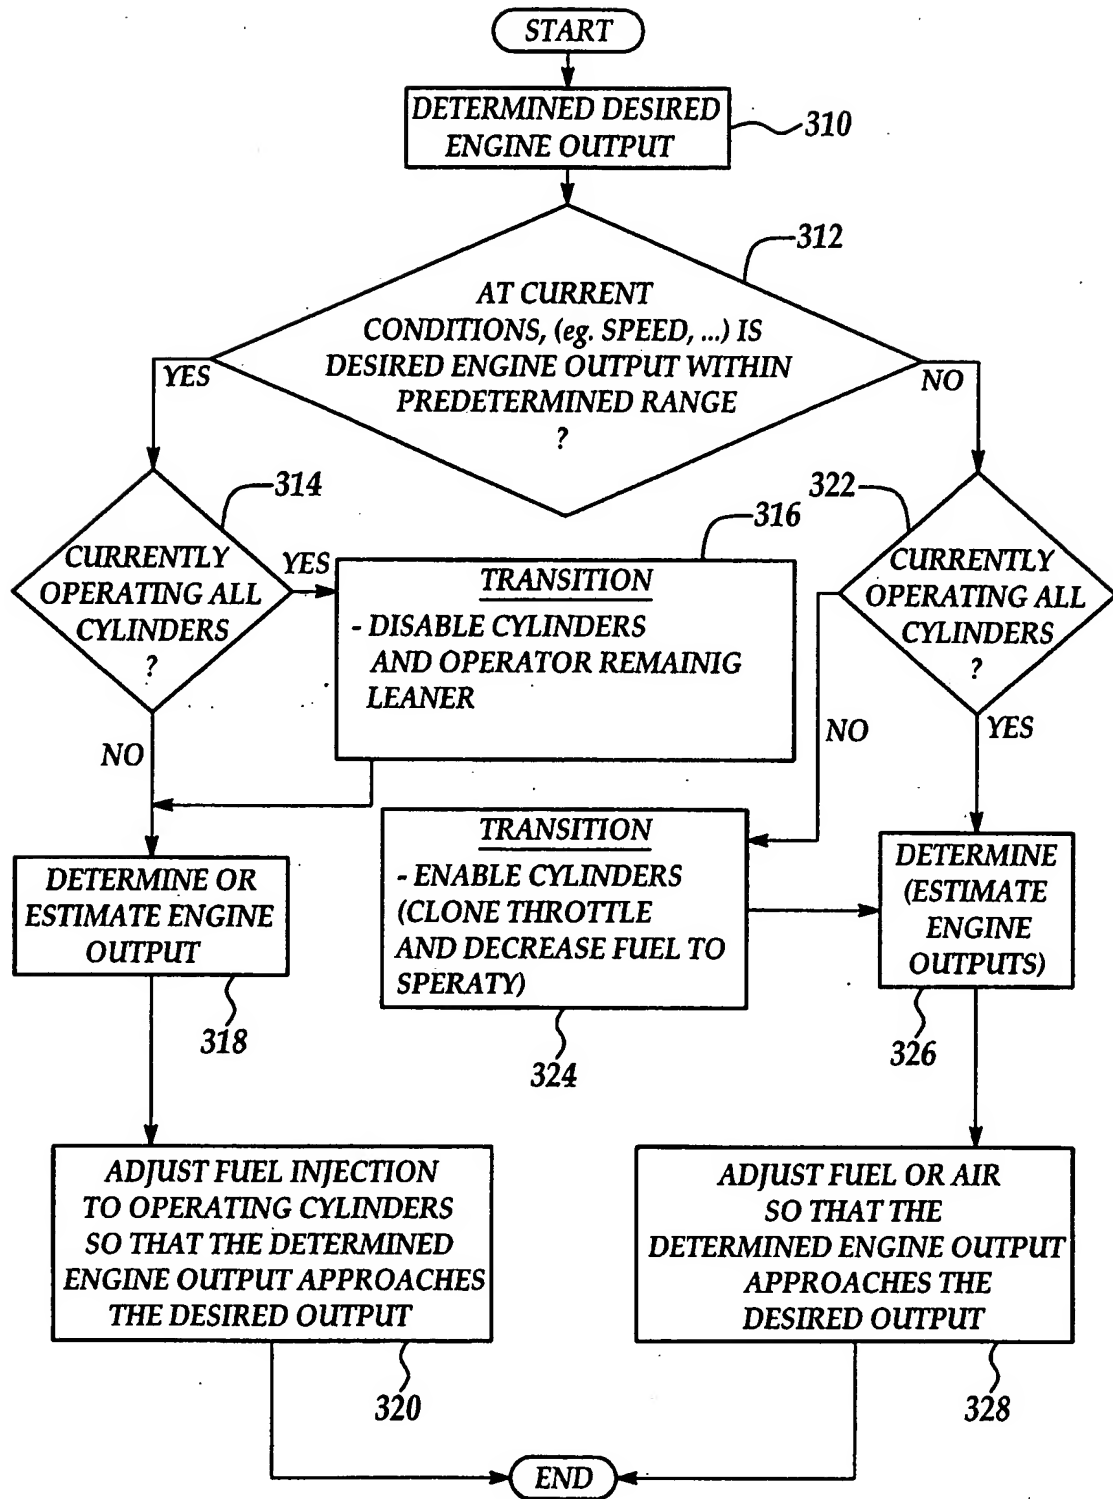 START
DETERMINED DESIRED
ENGINE OUTPUT
310
312
AT CURRENT
CONDITIONS, (eg. SPEED, ...) IS
DESIRED ENGINE OUTPUT WITHIN
PREDETERMINED RANGE
?
YES
NO
314
CURRENTLY
OPERATING ALL
CYLINDERS
?
YES
NO
316
TRANSITION
- DISABLE CYLINDERS
AND OPERATOR REMAINIG
LEANER
322
CURRENTLY
OPERATING ALL
CYLINDERS
?
NO
YES
DETERMINE OR
ESTIMATE ENGINE
OUTPUT
318
TRANSITION
- ENABLE CYLINDERS
(CLONE THROTTLE
AND DECREASE FUEL TO
SPERATY)
324
DETERMINE
(ESTIMATE
ENGINE
OUTPUTS)
326
ADJUST FUEL INJECTION
TO OPERATING CYLINDERS
SO THAT THE DETERMINED
ENGINE OUTPUT APPROACHES
THE DESIRED OUTPUT
320
ADJUST FUEL OR AIR
SO THAT THE
DETERMINED ENGINE OUTPUT
APPROACHES THE
DESIRED OUTPUT
328
END